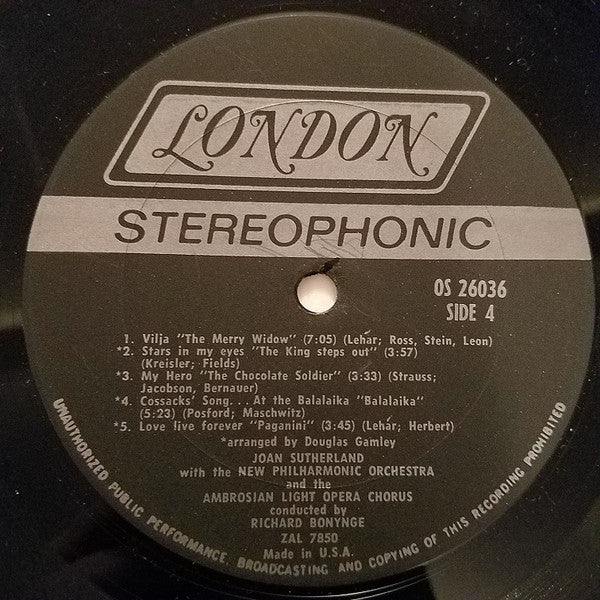 LONDON
STEREOPHONIC
OS 26036
SIDE 4
1. Vilja "The Merry Widow" (7:05) (Lehár; Ross, Stein, Leon)
*2. Stars in my eyes "The King steps out" (3:57)
(Kreisler; Fields)
*3. My Hero "The Chocolate Soldier" (3:33) (Strauss;
Jacobson, Bernauer)
*4. Cossacks' Song... At the Balalaika "Balalaika"
(5:23) (Posford; Maschwitz)
*5. Love live forever "Paganini" (3:45) (Lehár; Herbert)
*arranged by Douglas Gamley
JOAN SUTHERLAND
with the NEW PHILHARMONIC ORCHESTRA
and the
AMBROSIAN LIGHT OPERA CHORUS
conducted by
RICHARD BONYNGE
ZAL 7850
Made in U.S.A.
UNAUTHORIZED PUBLIC PERFORMANCE, BROADCASTING AND COPYING OF THIS RECORDING PROHIBITED